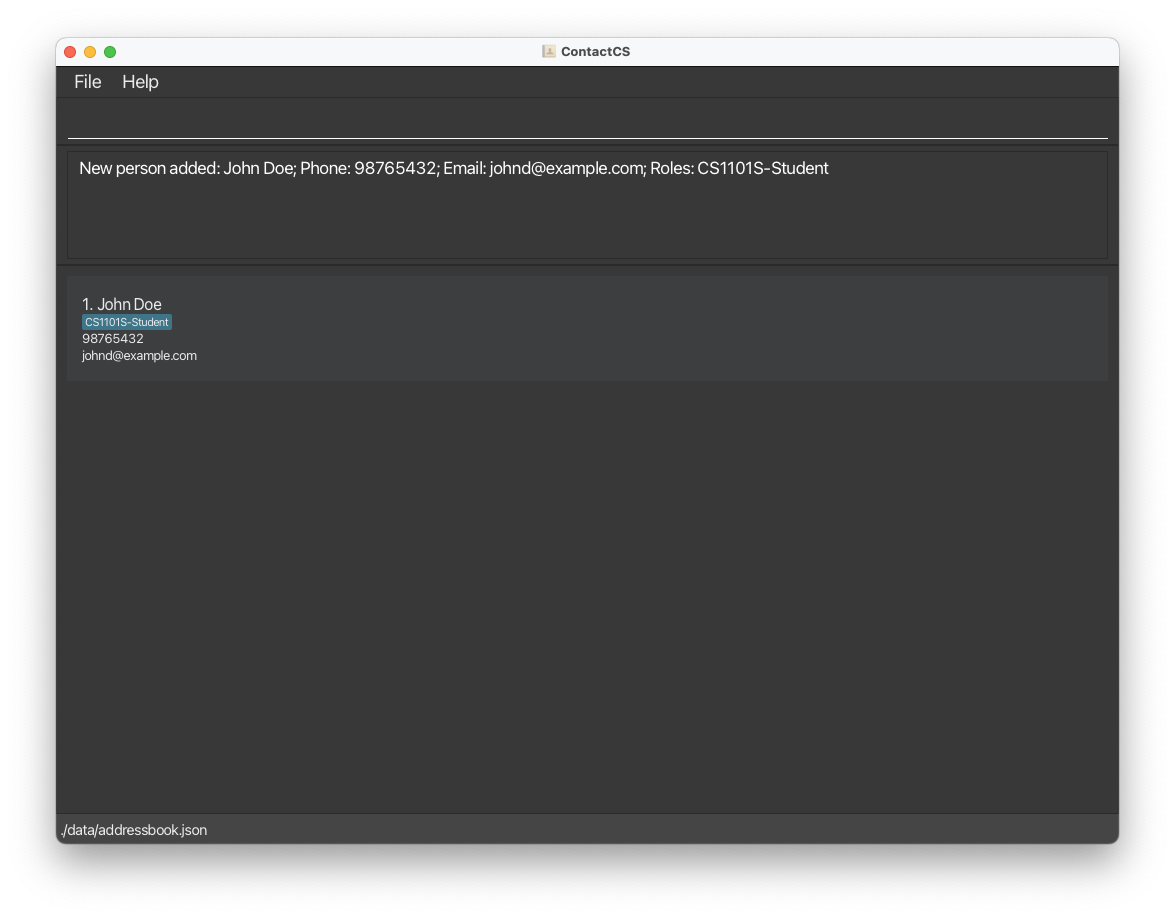 ContactCS
File Help
New person added: John Doe; Phone: 98765432; Email: johnd@example.com; Roles: CS1101S-Student
1. John Doe
CS1101S-Student
98765432
johnd@example.com
./data/addressbook.json